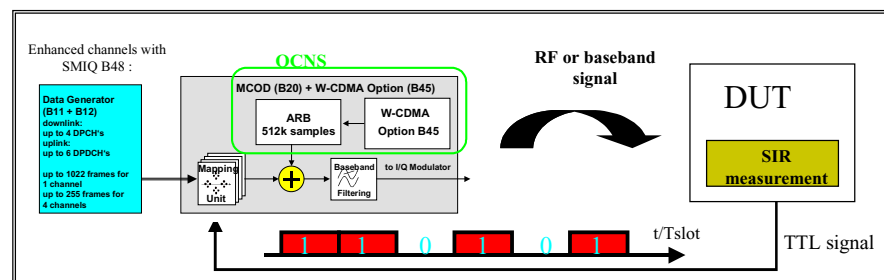 Enhanced channels with
SMIQ B48 :
OCNS
RF or baseband
signal
Data Generator
(B11 + B12)
downlink:
up to 4 DPCH's
uplink:
up to 6 DPDCH's
up to 1022 frames for
1 channel
up to 255 frames for
4 channels
MCOD (B20) + W-CDMA Option (B45)
ARB
512k samples
W-CDMA
Option B45
Mapping
Unit
+
Baseband
Filtering
to I/Q Modulator
DUT
SIR
measurement
1 1 0 1 0 1
t/Tslot
TTL signal